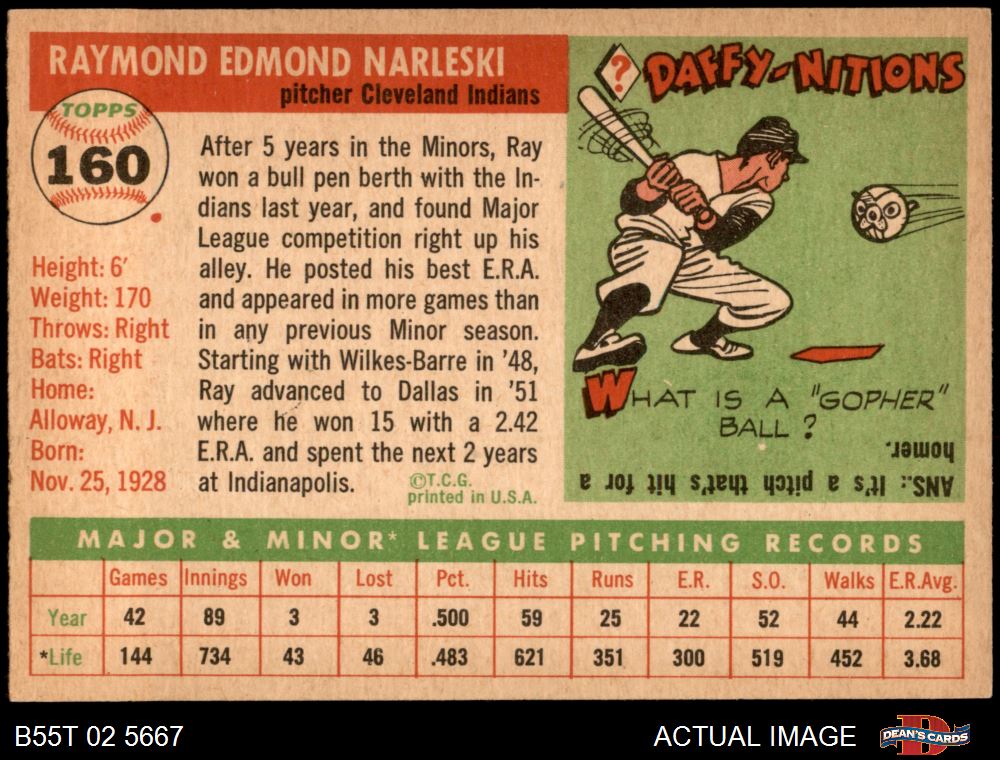 RAYMOND EDMOND NARLESKI
pitcher Cleveland Indians
TOPPS
160
Height: 6'
Weight: 170
Throws: Right
Bats: Right
Home:
Alloway, N. J.
Born:
Nov. 25, 1928
After 5 years in the Minors, Ray
won a bull pen berth with the In-
dians last year, and found Major
League competition right up his
alley. He posted his best E.R.A.
and appeared in more games than
in any previous Minor season.
Starting with Wilkes-Barre in '48,
Ray advanced to Dallas in '51
where he won 15 with a 2.42
E.R.A. and spent the next 2 years
at Indianapolis.
©T.C.G.
printed in U.S.A.
? DAFFY-NITIONS
WHAT IS A "GOPHER"
BALL?
ANS.: It's a pitch that's hit for a
homer.
MAJOR & MINOR* LEAGUE PITCHING RECORDS
Games Innings Won Lost Pct. Hits Runs E.R. S.O. Walks E.R.Avg.
Year 42 89 3 3 .500 59 25 22 52 44 2.22
*Life 144 734 43 46 .483 621 351 300 519 452 3.68
B55T 02 5667
ACTUAL IMAGE
DEAN'S CARDS